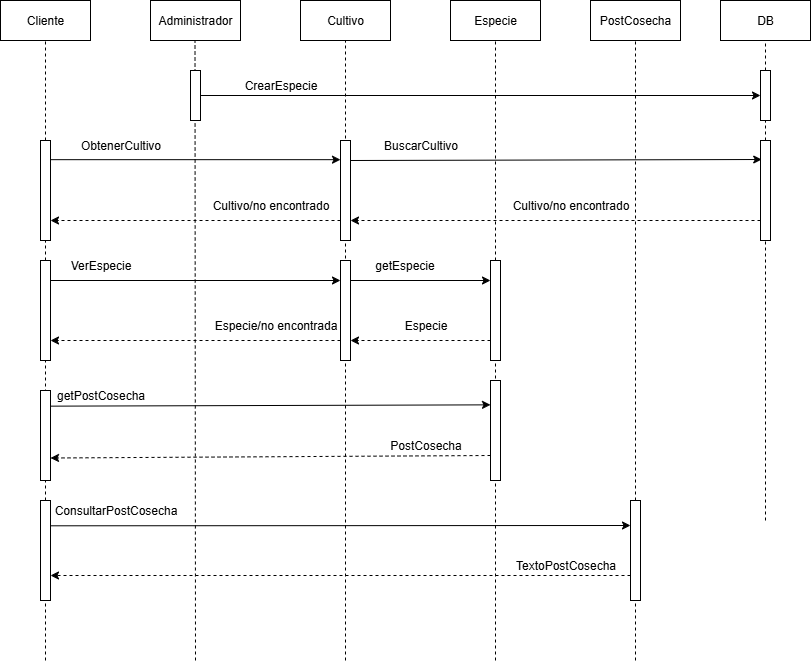 Cliente
Administrador
Cultivo
Especie
PostCosecha
DB
CrearEspecie
ObtenerCultivo
BuscarCultivo
Cultivo/no encontrado
Cultivo/no encontrado
VerEspecie
getEspecie
Especie/no encontrada
Especie
getPostCosecha
PostCosecha
ConsultarPostCosecha
TextoPostCosecha